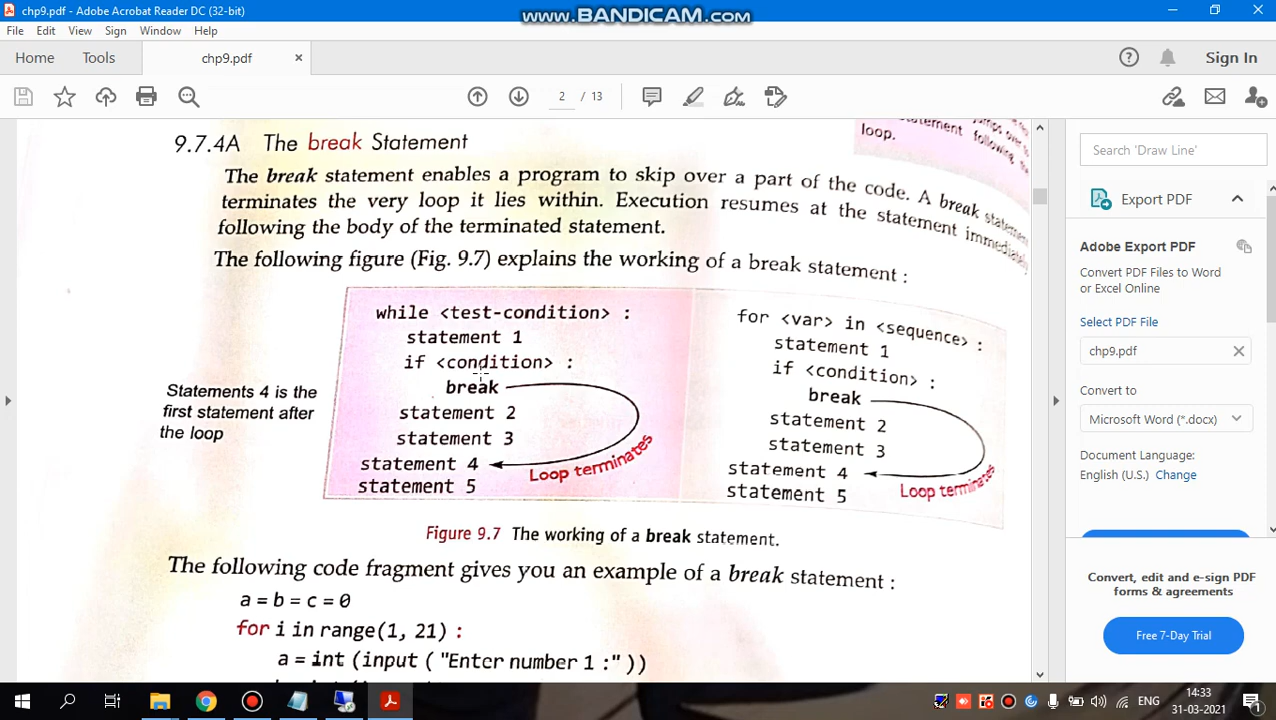 chp9.pdf - Adobe Acrobat Reader DC (32-bit)
www.BANDICAM.com
File Edit View Sign Window Help
Home Tools chp9.pdf × Sign In
2 / 13
9.7.4A The break Statement
loop.
The break statement enables a program to skip over a part of the code. A break
terminates the very loop it lies within. Execution resumes at the statement
following the body of the terminated statement.
The following figure (Fig. 9.7) explains the working of a break statement :
while <test-condition> :
statement 1
if <condition> :
break
statement 2
statement 3
statement 4
statement 5
Loop terminates
Statements 4 is the
first statement after
the loop
for <var> in <sequence> :
statement 1
if <condition> :
break
statement 2
statement 3
statement 4
statement 5
Loop terminates
Figure 9.7 The working of a break statement.
The following code fragment gives you an example of a break statement :
a = b = c = 0
for i in range(1, 21) :
a = int (input ( "Enter number 1 :" ))
Search 'Draw Line'
Export PDF
Adobe Export PDF
Convert PDF Files to Word
or Excel Online
Select PDF File
chp9.pdf
Convert to
Microsoft Word (*.docx)
Document Language:
English (U.S.) Change
Convert, edit and e-sign PDF
forms & agreements
Free 7-Day Trial
ENG
14:33
31-03-2021